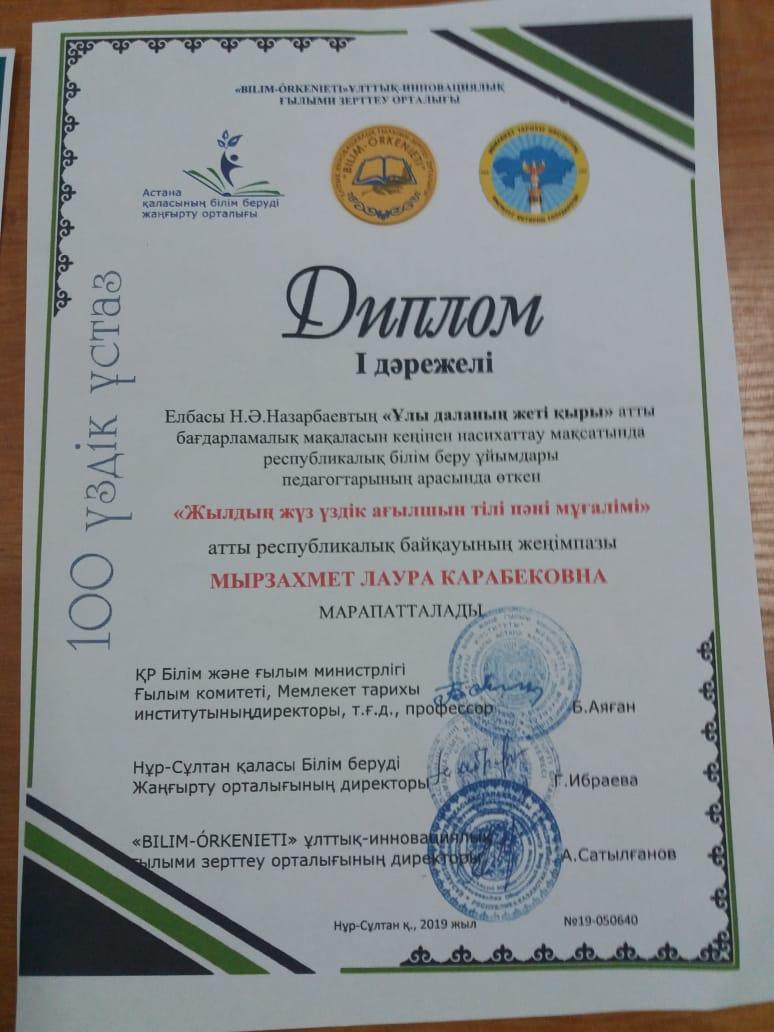 «BILIM-ÓRKENIETI»ҰЛТТЫҚ-ИННОВАЦИЯЛЫҚ
ҒЫЛЫМИ ЗЕРТТЕУ ОРТАЛЫҒЫ
Астана
қаласының білім беруді
жаңғырту орталығы
"BILIM-ÓRKENIETI"
100 үздік ұстаз
Диплом
I дәрежелі
Елбасы Н.Ә.Назарбаевтың «Ұлы даланың жеті қыры» атты
бағдарламалық мақаласын кеңінен насихаттау мақсатында
республикалық білім беру ұйымдары
педагогтарының арасында өткен
«Жылдың жүз үздік ағылшын тілі пәні мұғалімі»
атты республикалық байқауының жеңімпазы
МЫРЗАХМЕТ ЛАУРА КАРАБЕКОВНА
МАРАПАТТАЛАДЫ
ҚР Білім және ғылым министрлігі
Ғылым комитеті, Мемлекет тарихы
институтыныңдиректоры, т.ғ.д., профессор Б.Аяған
Нұр-Сұлтан қаласы Білім беруді
Жаңғырту орталығының директоры Г.Ибраева
«BILIM-ÓRKENIETI» ұлттық-инновациялық
ғылыми зерттеу орталығының директоры А.Сатылғанов
Нұр-Сұлтан қ., 2019 жыл №19-050640